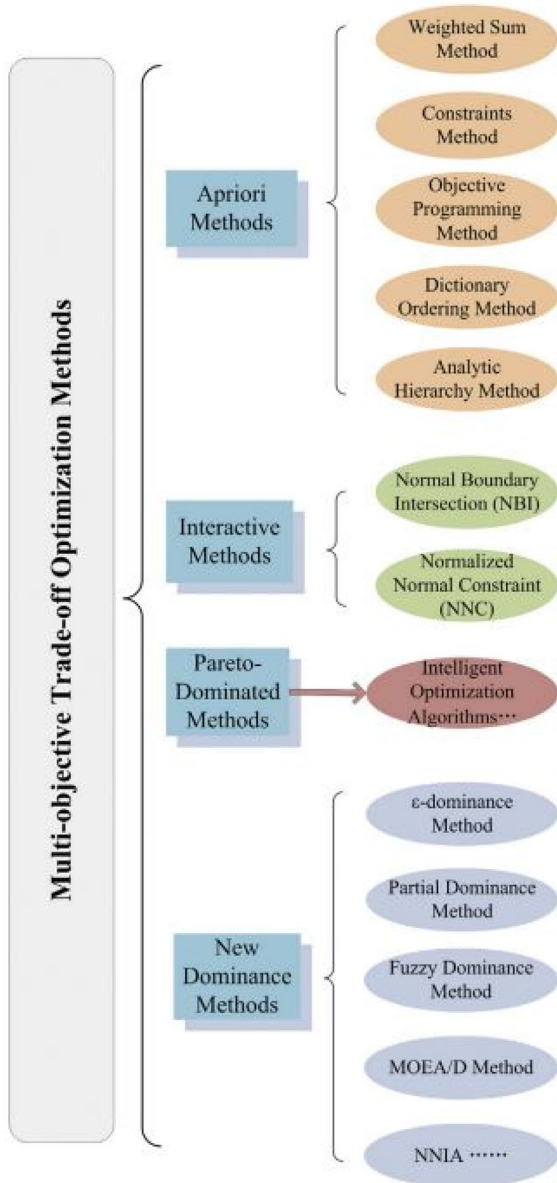 Multi-objective Trade-off Optimization Methods
Apriori
Methods
Weighted Sum
Method
Constraints
Method
Objective
Programming
Method
Dictionary
Ordering Method
Analytic
Hierarchy Method
Interactive
Methods
Normal Boundary
Intersection (NBI)
Normalized
Normal Constraint
(NNC)
Pareto-
Dominated
Methods
Intelligent
Optimization
Algorithms···
New
Dominance
Methods
ε-dominance
Method
Partial Dominance
Method
Fuzzy Dominance
Method
MOEA/D Method
NNIA ······